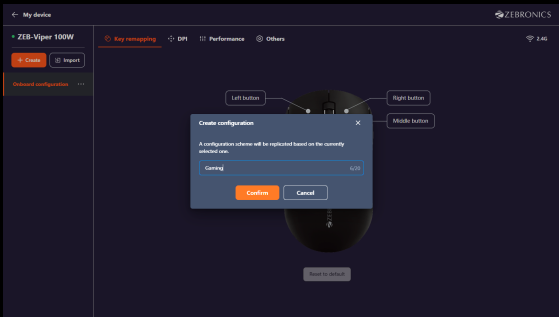 ← My device
ZEBRONICS
ZEB-Viper 100W
Key remapping
DPI
Performance
Others
2.4G
+ Create
Import
Onboard configuration ...
Left button
Right button
Middle button
Create configuration
×
A configuration scheme will be replicated based on the currently
selected one.
Gaming
6/20
Confirm
Cancel
Reset to default